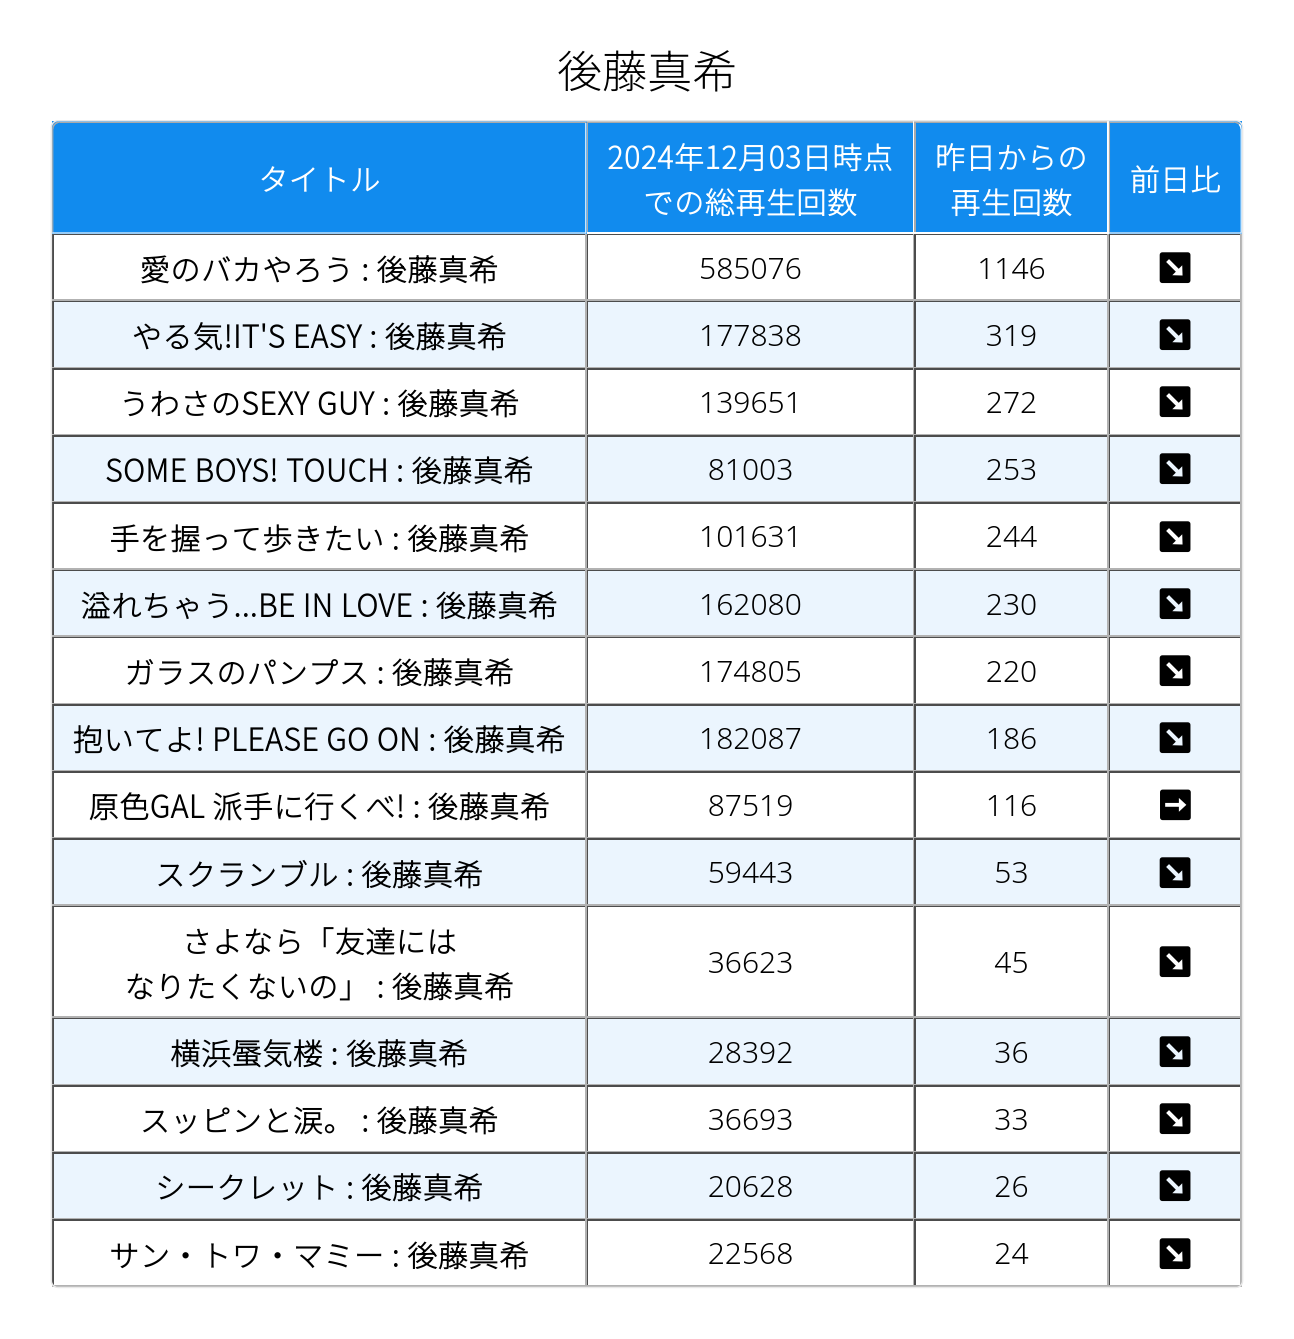 後藤真希
タイトル
2024年12月03日時点
での総再生回数
昨日からの
再生回数
前日比
愛のバカやろう : 後藤真希 585076 1146 ↘
やる気!IT'S EASY : 後藤真希 177838 319 ↘
うわさのSEXY GUY : 後藤真希 139651 272 ↘
SOME BOYS! TOUCH : 後藤真希 81003 253 ↘
手を握って歩きたい : 後藤真希 101631 244 ↘
溢れちゃう...BE IN LOVE : 後藤真希 162080 230 ↘
ガラスのパンプス : 後藤真希 174805 220 ↘
抱いてよ! PLEASE GO ON : 後藤真希 182087 186 ↘
原色GAL 派手に行くべ! : 後藤真希 87519 116 →
スクランブル : 後藤真希 59443 53 ↘
さよなら「友達には
なりたくないの」 : 後藤真希 36623 45 ↘
横浜蜃気楼 : 後藤真希 28392 36 ↘
スッピンと涙。 : 後藤真希 36693 33 ↘
シークレット : 後藤真希 20628 26 ↘
サン・トワ・マミー : 後藤真希 22568 24 ↘